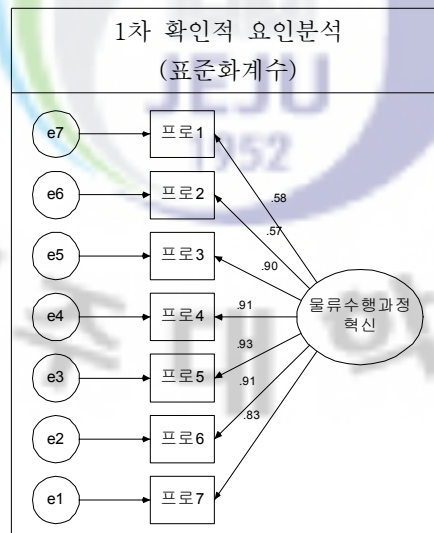 1차 확인적 요인분석
(표준화계수)
JEJU
1952
e7 프로1
.58
e6 프로2
.57
e5 프로3
.90
물류수행과정
혁신
e4 프로4
.91
.93
e3 프로5
.91
e2 프로6
.83
e1 프로7
대